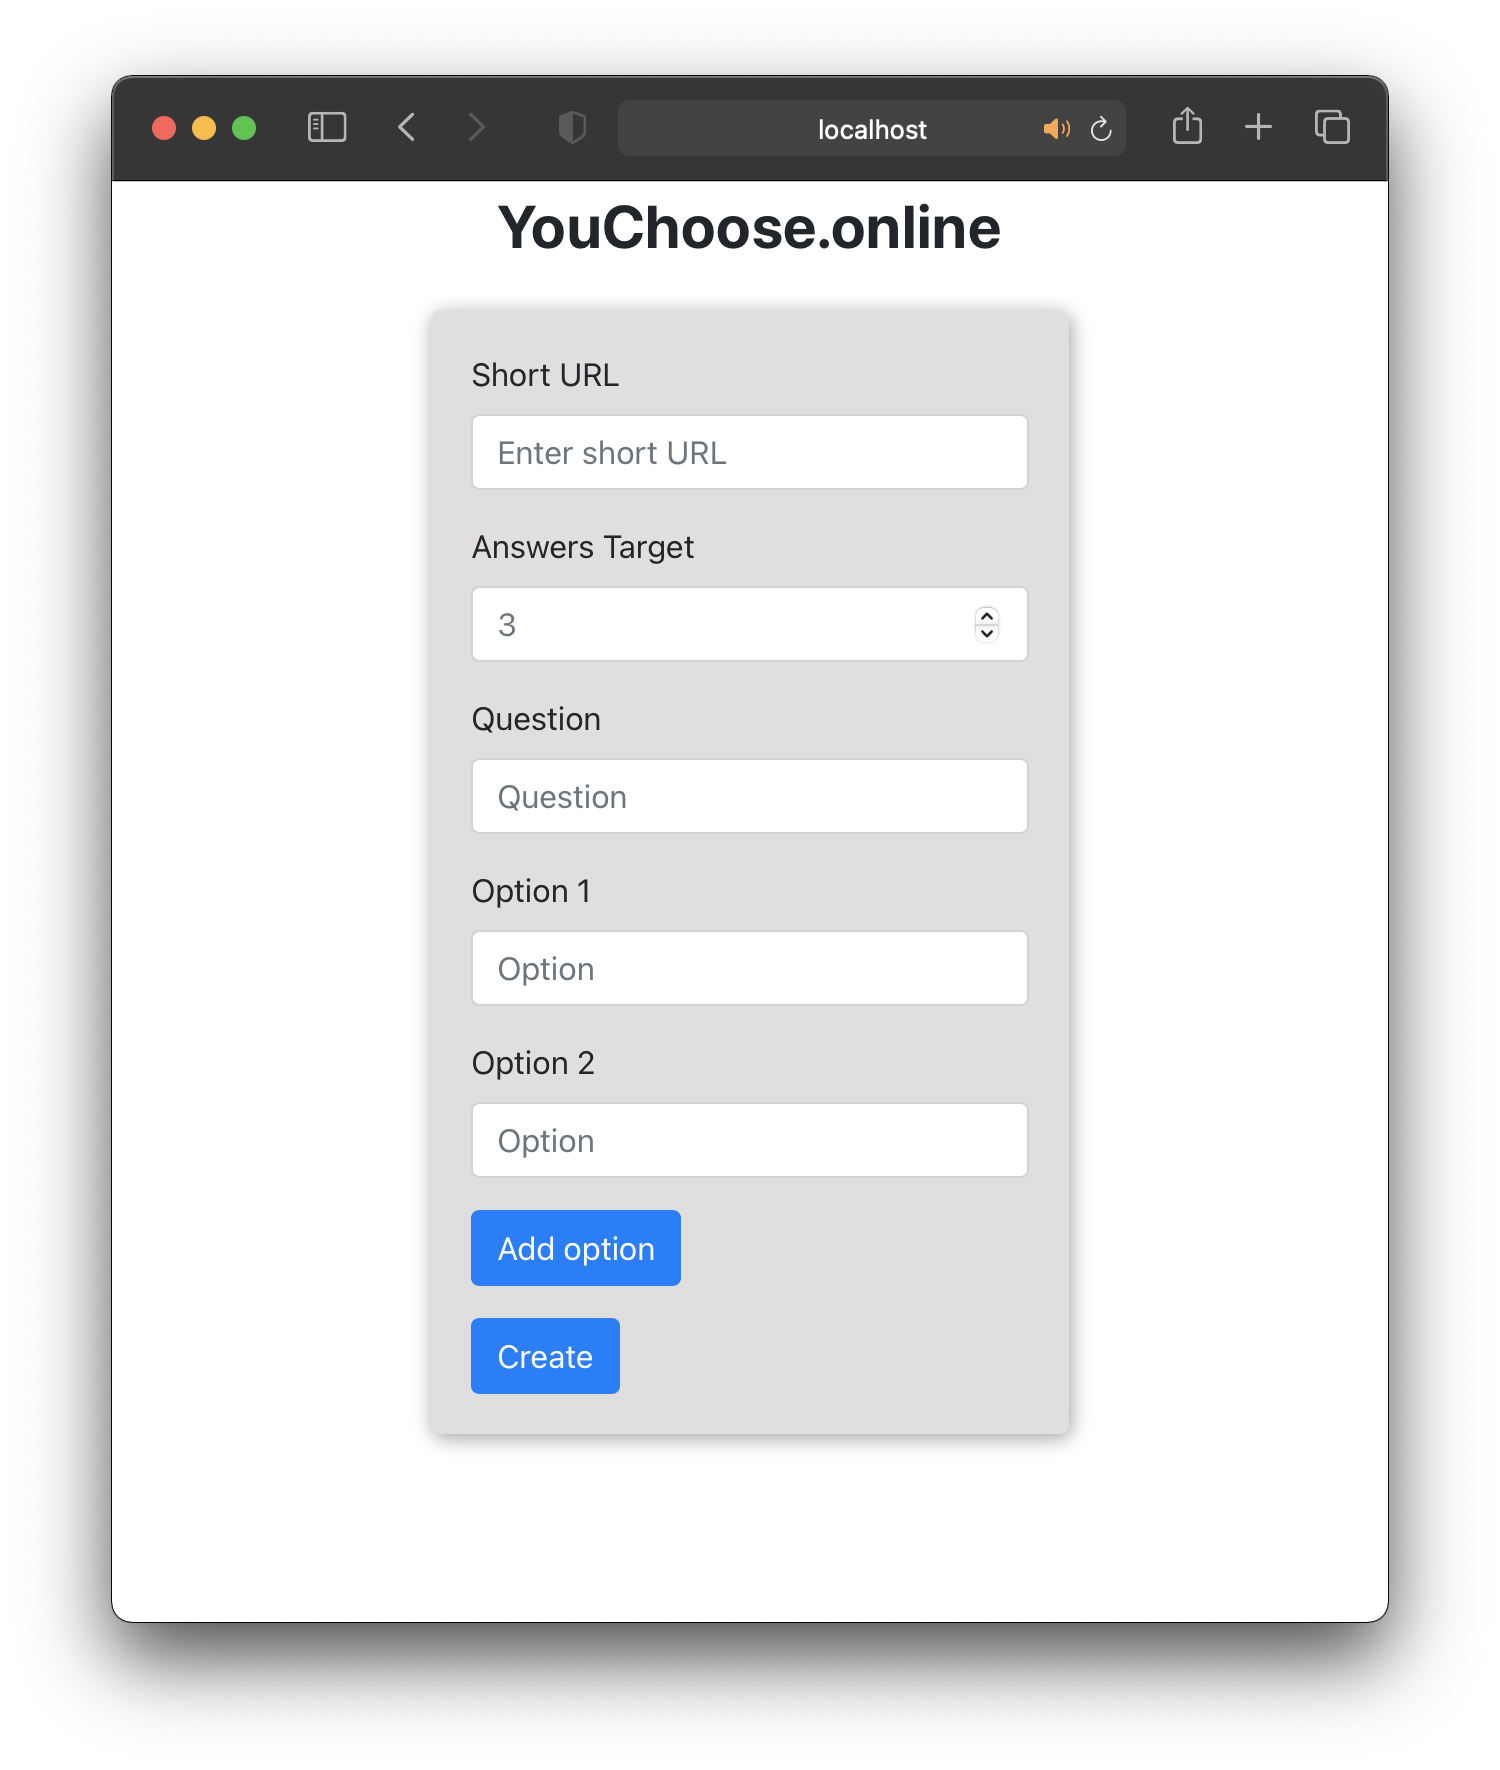 localhost
YouChoose.online
Short URL
Enter short URL
Answers Target
3
Question
Question
Option 1
Option
Option 2
Option
Add option
Create